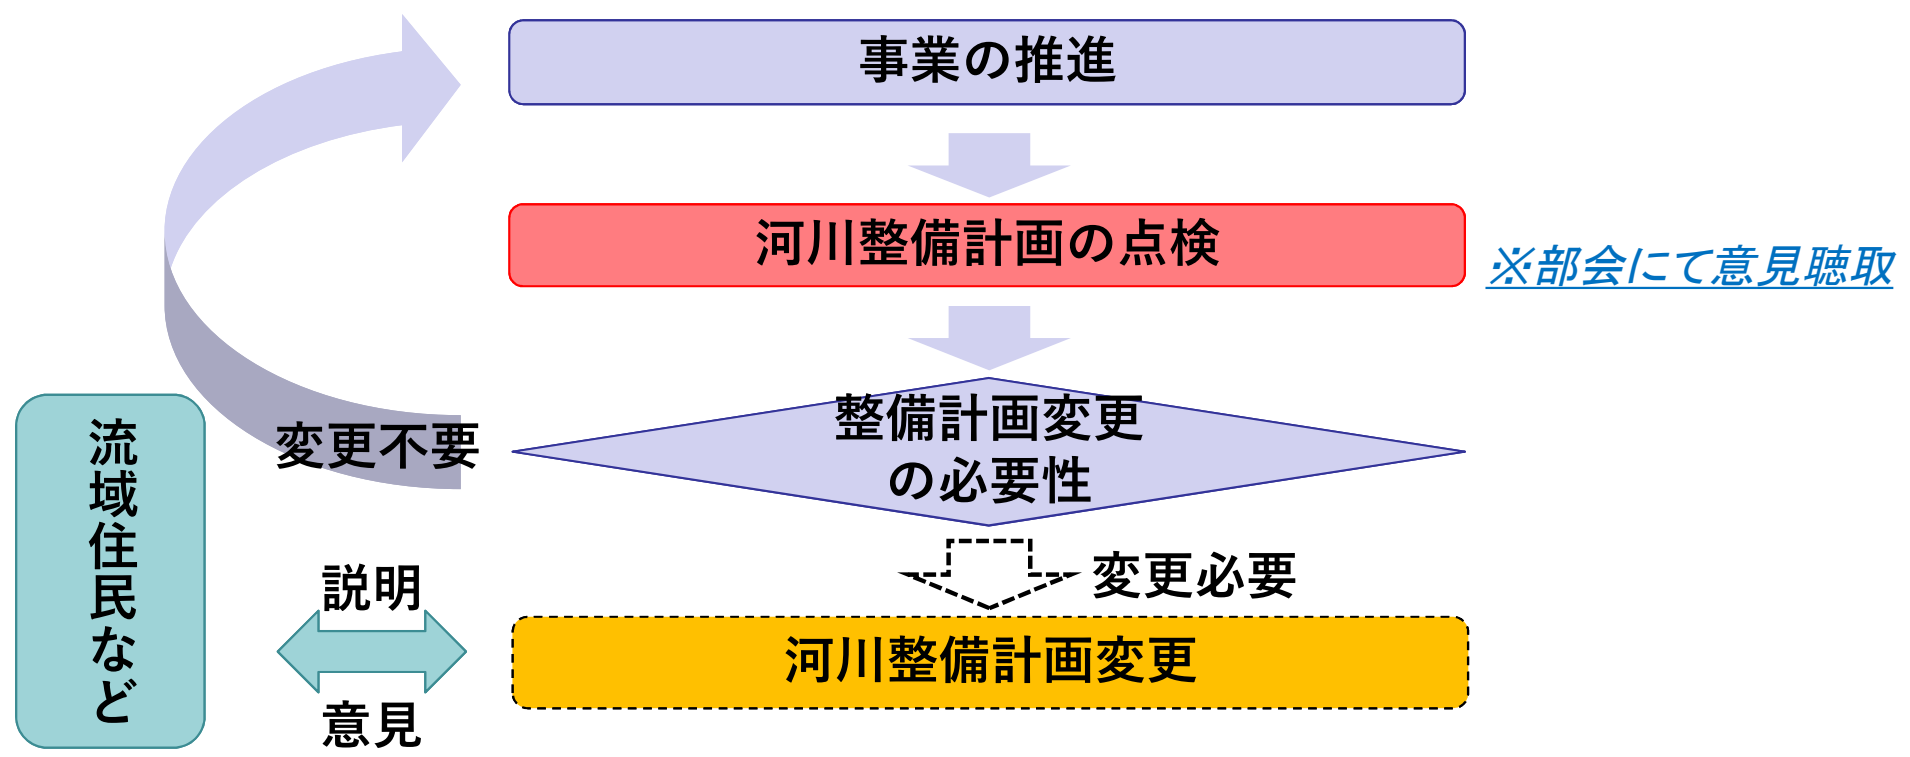 事業の推進
河川整備計画の点検
※部会にて意見聴取
整備計画変更
の必要性
変更不要
変更必要
河川整備計画変更
流域住民など
説明
意見